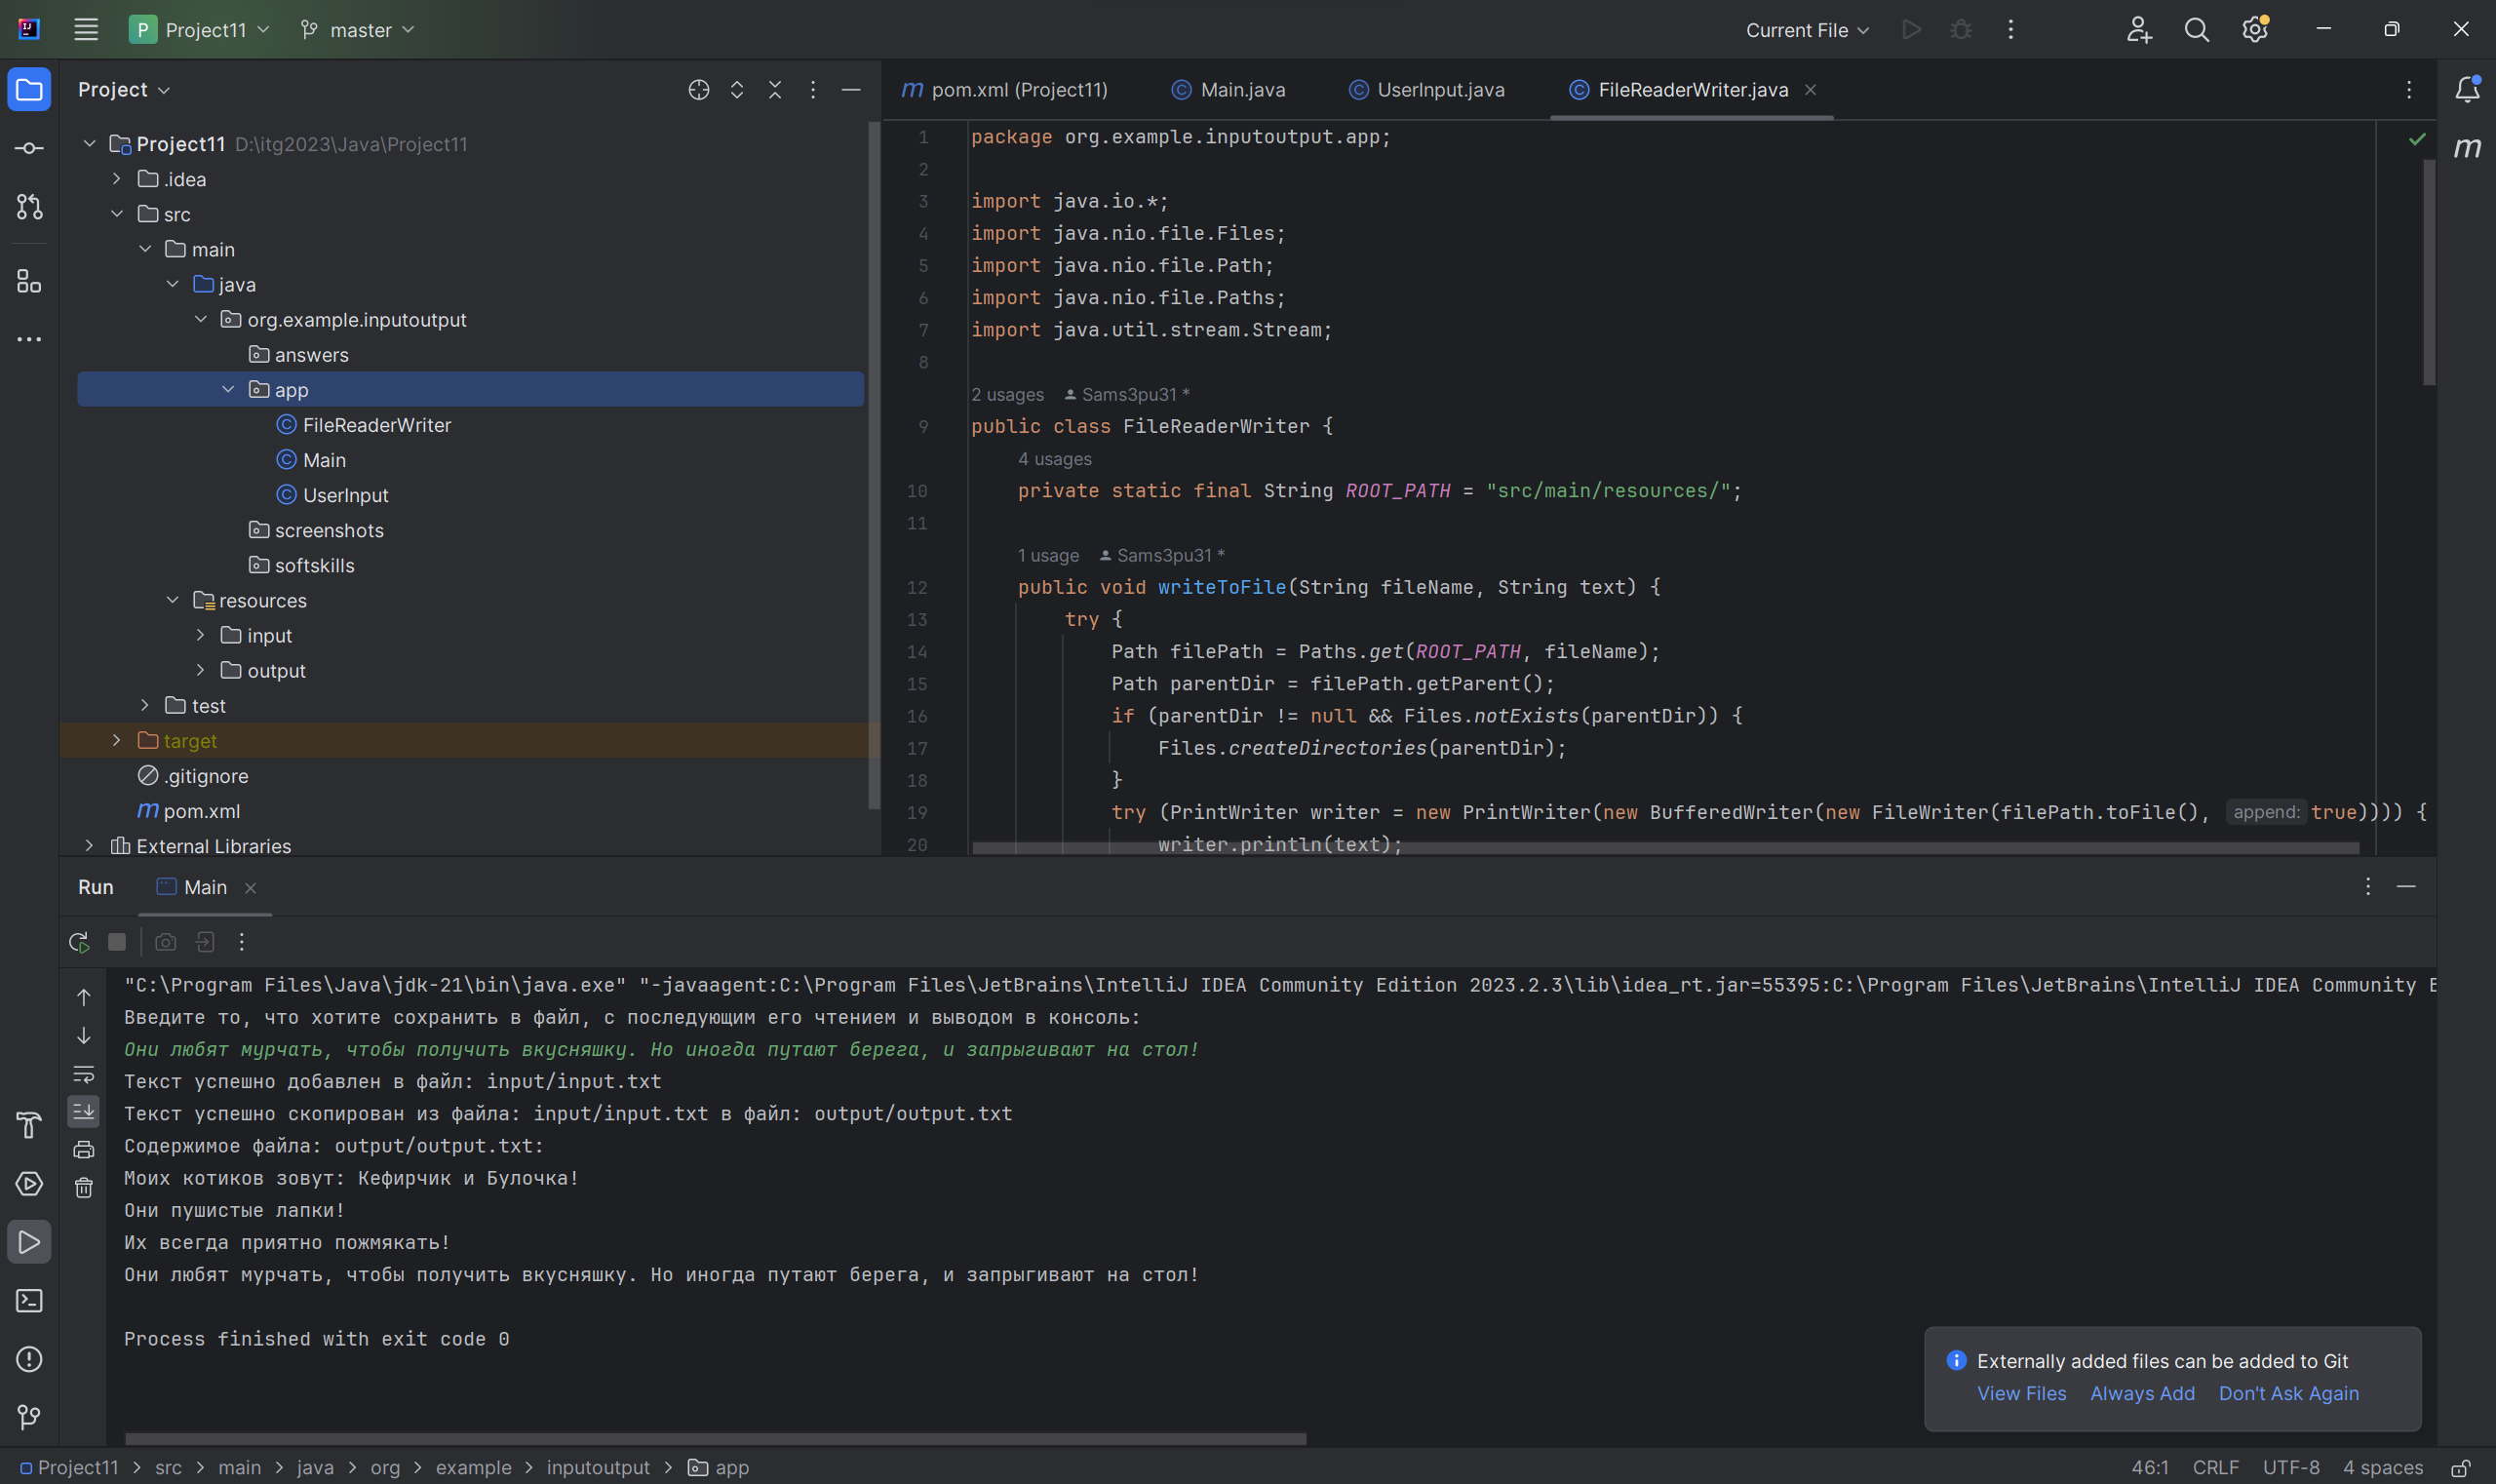 P Project11 master Current File
Project
Project11 D:\itg2023\Java\Project11
.idea
src
main
java
org.example.inputoutput
answers
app
FileReaderWriter
Main
UserInput
screenshots
softskills
resources
input
output
test
target
.gitignore
m pom.xml
External Libraries
m pom.xml (Project11) Main.java UserInput.java FileReaderWriter.java
m
1 package org.example.inputoutput.app;
2
3 import java.io.*;
4 import java.nio.file.Files;
5 import java.nio.file.Path;
6 import java.nio.file.Paths;
7 import java.util.stream.Stream;
8
2 usages Sams3pu31 *
9 public class FileReaderWriter {
4 usages
10 private static final String ROOT_PATH = "src/main/resources/";
11
1 usage Sams3pu31 *
12 public void writeToFile(String fileName, String text) {
13 try {
14 Path filePath = Paths.get(ROOT_PATH, fileName);
15 Path parentDir = filePath.getParent();
16 if (parentDir != null && Files.notExists(parentDir)) {
17 Files.createDirectories(parentDir);
18 }
19 try (PrintWriter writer = new PrintWriter(new BufferedWriter(new FileWriter(filePath.toFile(), append: true)))) {
20 writer.println(text);
Run Main
"C:\Program Files\Java\jdk-21\bin\java.exe" "-javaagent:C:\Program Files\JetBrains\IntelliJ IDEA Community Edition 2023.2.3\lib\idea_rt.jar=55395:C:\Program Files\JetBrains\IntelliJ IDEA Community E
Введите то, что хотите сохранить в файл, с последующим его чтением и выводом в консоль:
Они любят мурчать, чтобы получить вкусняшку. Но иногда путают берега, и запрыгивают на стол!
Текст успешно добавлен в файл: input/input.txt
Текст успешно скопирован из файла: input/input.txt в файл: output/output.txt
Содержимое файла: output/output.txt:
Моих котиков зовут: Кефирчик и Булочка!
Они пушистые лапки!
Их всегда приятно пожмякать!
Они любят мурчать, чтобы получить вкусняшку. Но иногда путают берега, и запрыгивают на стол!
Process finished with exit code 0
Externally added files can be added to Git
View Files Always Add Don't Ask Again
Project11 > src > main > java > org > example > inputoutput > app 46:1 CRLF UTF-8 4 spaces